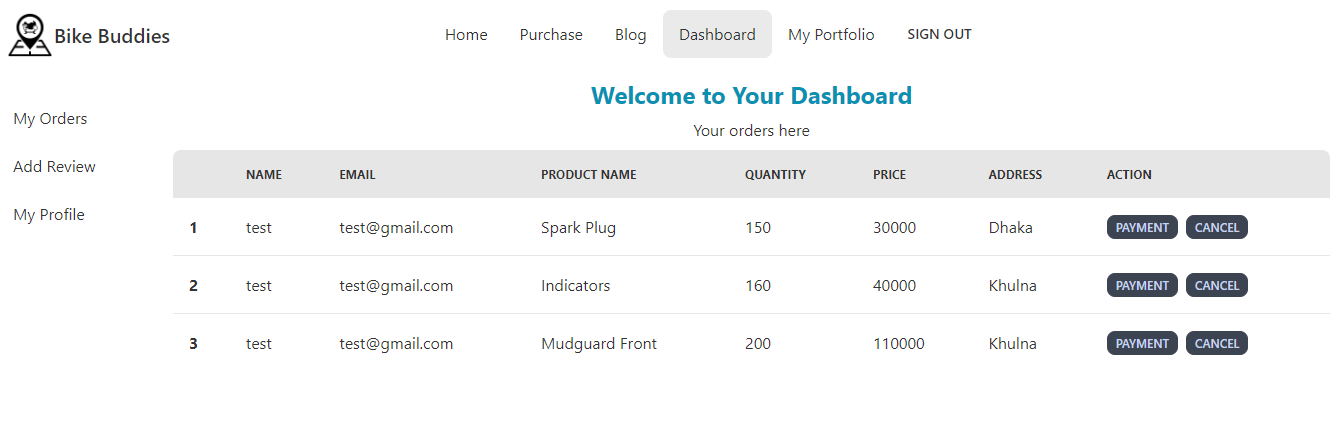 Bike Buddies Home Purchase Blog Dashboard My Portfolio SIGN OUT
Welcome to Your Dashboard
Your orders here
My Orders
Add Review
My Profile
NAME EMAIL PRODUCT NAME QUANTITY PRICE ADDRESS ACTION
1 test test@gmail.com Spark Plug 150 30000 Dhaka PAYMENT CANCEL
2 test test@gmail.com Indicators 160 40000 Khulna PAYMENT CANCEL
3 test test@gmail.com Mudguard Front 200 110000 Khulna PAYMENT CANCEL